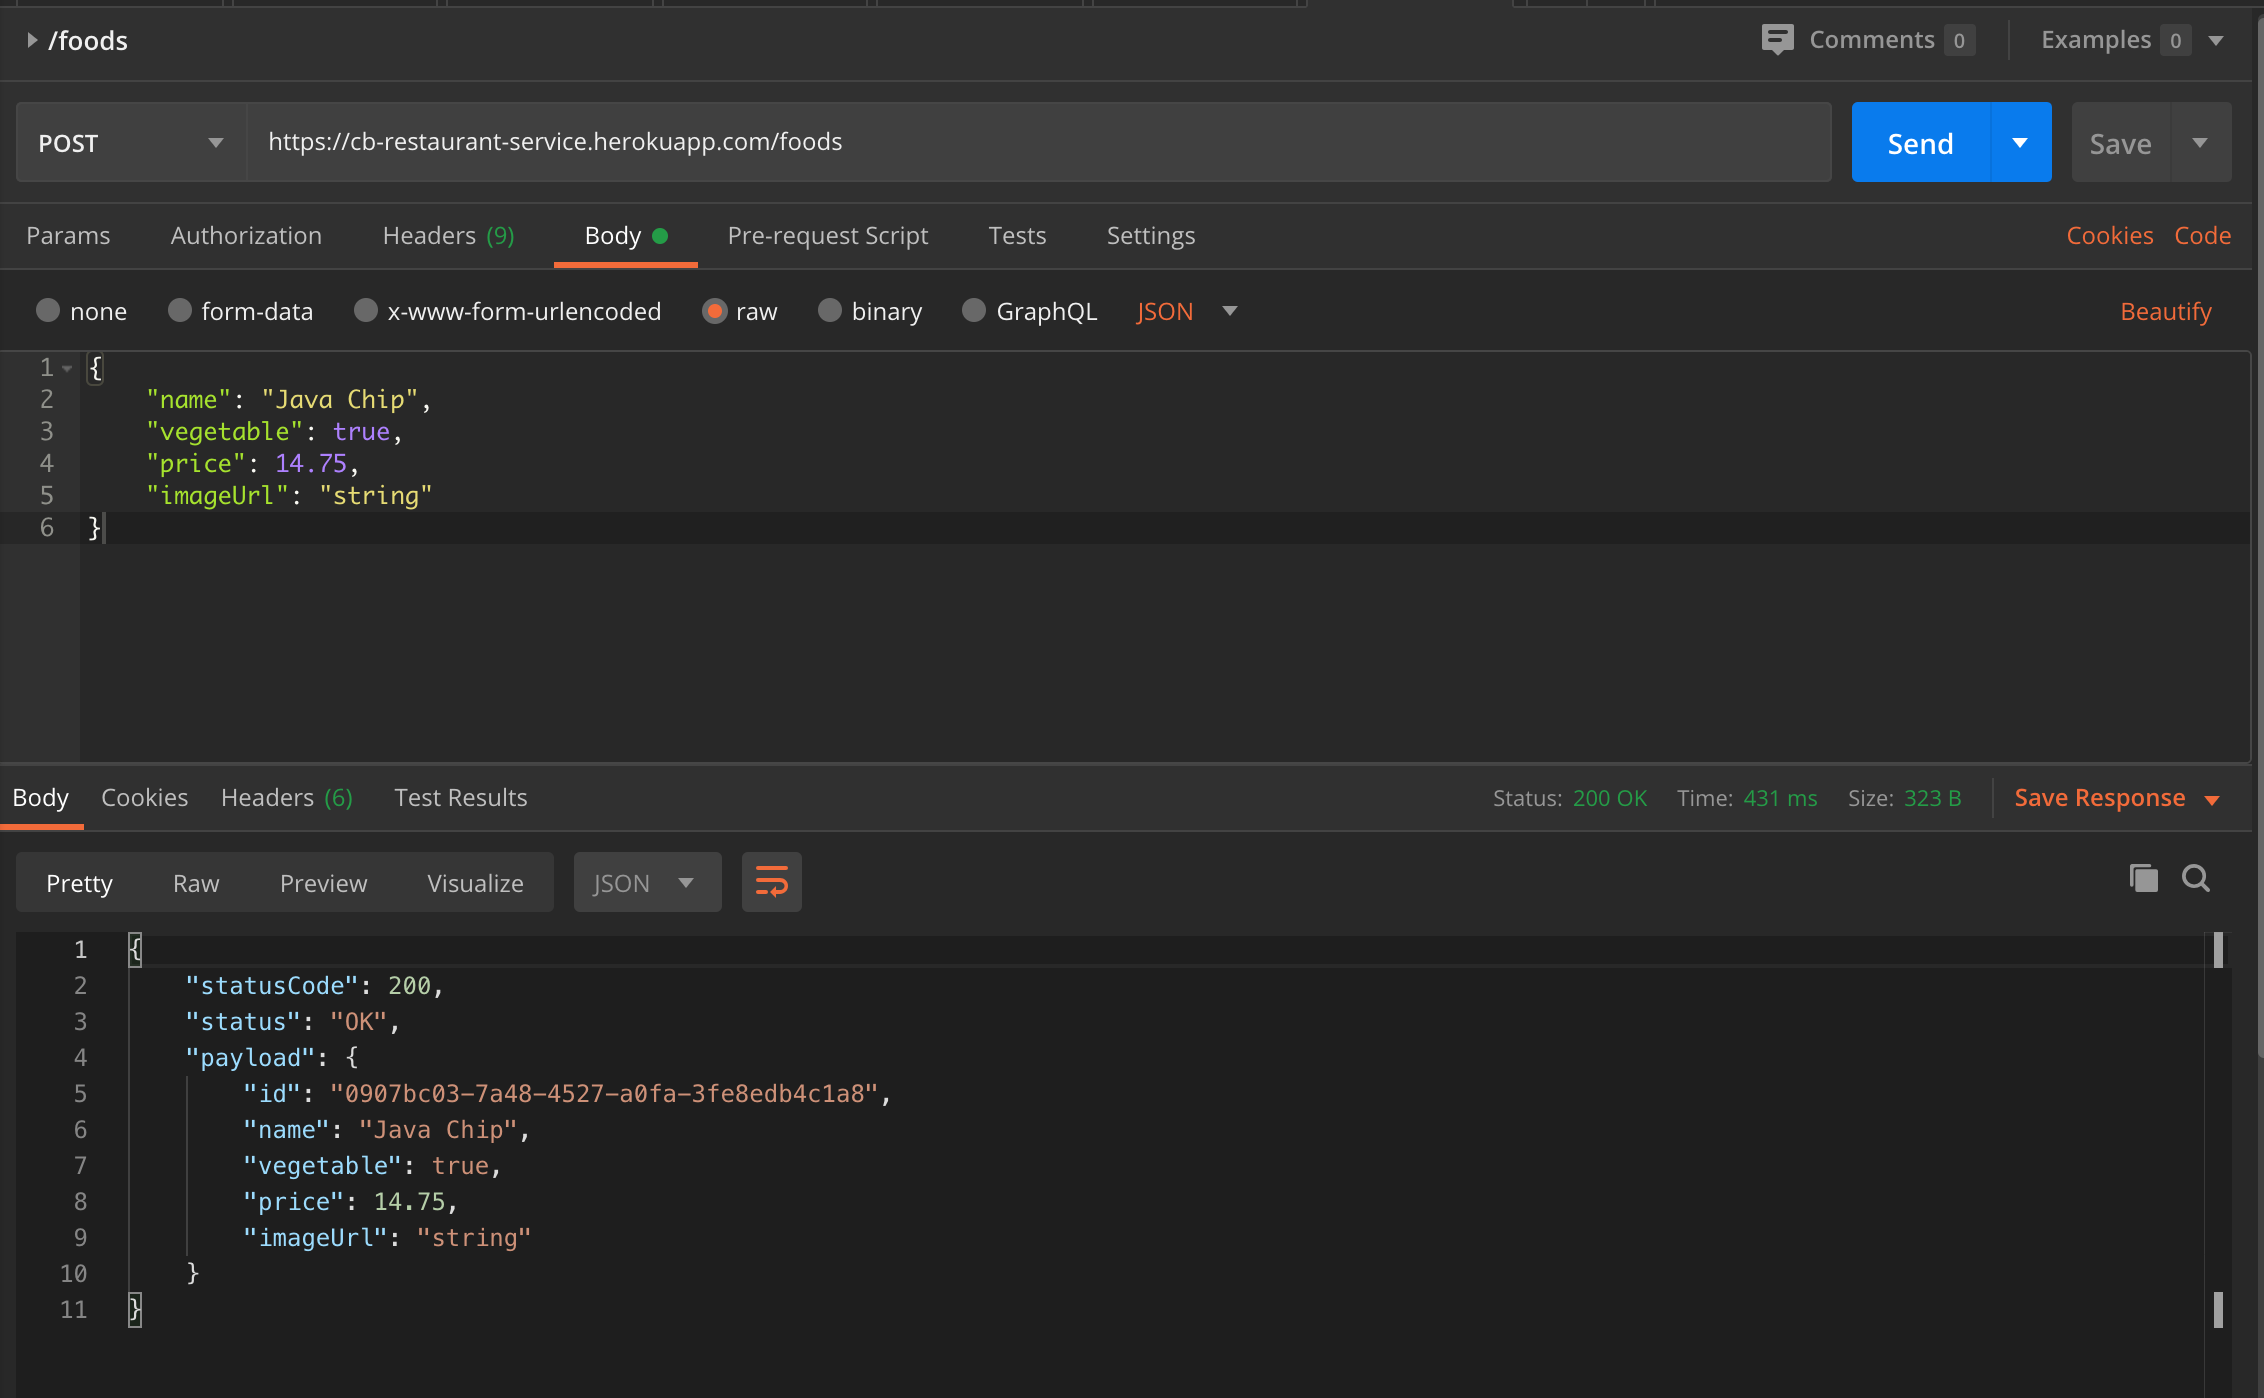 /foods Comments 0 Examples 0
POST https://cb-restaurant-service.herokuapp.com/foods Send Save
Params Authorization Headers (9) Body Pre-request Script Tests Settings Cookies Code
none form-data x-www-form-urlencoded raw binary GraphQL JSON Beautify
1 {
2 "name": "Java Chip",
3 "vegetable": true,
4 "price": 14.75,
5 "imageUrl": "string"
6 }
Body Cookies Headers (6) Test Results Status: 200 OK Time: 431 ms Size: 323 B Save Response
Pretty Raw Preview Visualize JSON
1 {
2 "statusCode": 200,
3 "status": "OK",
4 "payload": {
5 "id": "0907bc03-7a48-4527-a0fa-3fe8edb4c1a8",
6 "name": "Java Chip",
7 "vegetable": true,
8 "price": 14.75,
9 "imageUrl": "string"
10 }
11 }